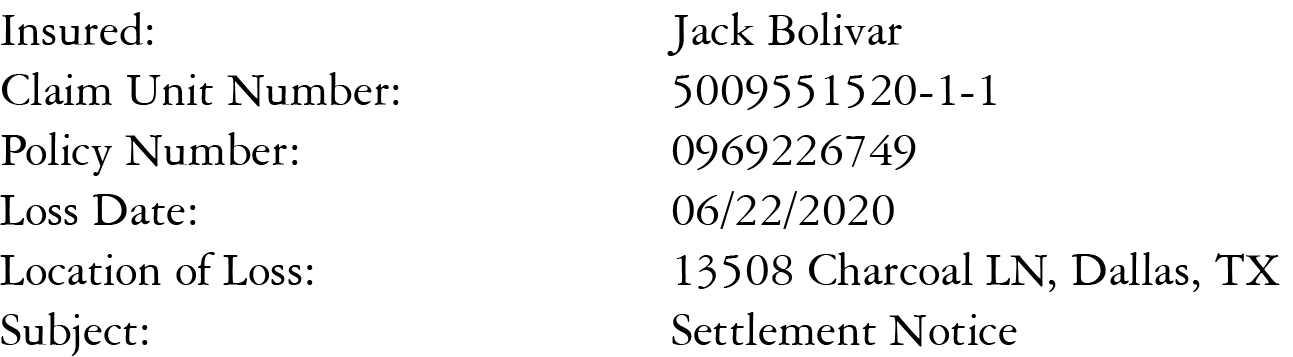 Insured: Jack Bolivar
Claim Unit Number: 5009551520-1-1
Policy Number: 0969226749
Loss Date: 06/22/2020
Location of Loss: 13508 Charcoal LN, Dallas, TX
Subject: Settlement Notice